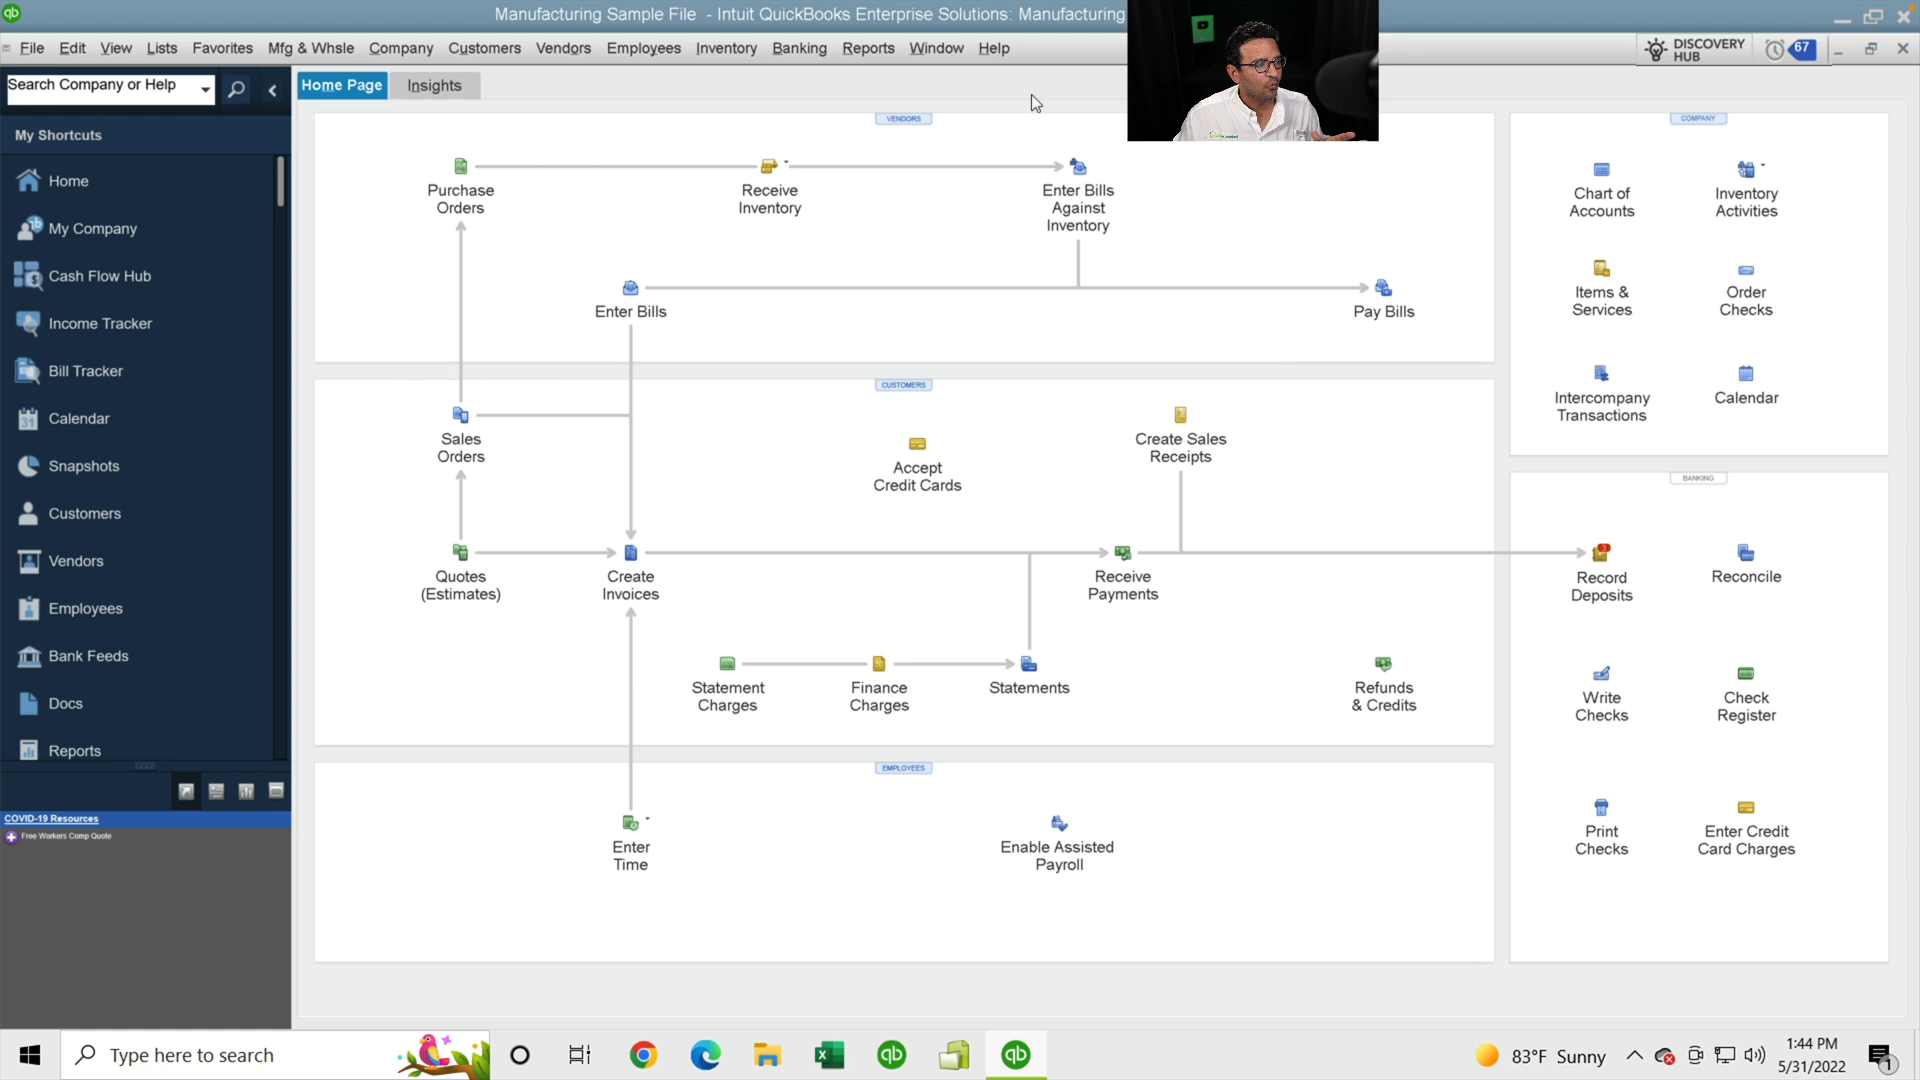 Manufacturing Sample File - Intuit QuickBooks Enterprise Solutions: Manufacturing
File Edit View Lists Favorites Mfg & Whsle Company Customers Vendors Employees Inventory Banking Reports Window Help
DISCOVERY
HUB
67
Search Company or Help
Home Page Insights
My Shortcuts
Home
My Company
Cash Flow Hub
Income Tracker
Bill Tracker
Calendar
Snapshots
Customers
Vendors
Employees
Bank Feeds
Docs
Reports
COVID-19 Resources
Free Workers Comp Quote
VENDORS
Purchase
Orders
Receive
Inventory
Enter Bills
Against
Inventory
Enter Bills
Pay Bills
CUSTOMERS
Sales
Orders
Accept
Credit Cards
Create Sales
Receipts
Quotes
(Estimates)
Create
Invoices
Receive
Payments
Statement
Charges
Finance
Charges
Statements
Refunds
& Credits
EMPLOYEES
Enter
Time
Enable Assisted
Payroll
COMPANY
Chart of
Accounts
Inventory
Activities
Items &
Services
Order
Checks
Intercompany
Transactions
Calendar
BANKING
Record
Deposits
Reconcile
Write
Checks
Check
Register
Print
Checks
Enter Credit
Card Charges
Type here to search
83°F Sunny
1:44 PM
5/31/2022
1